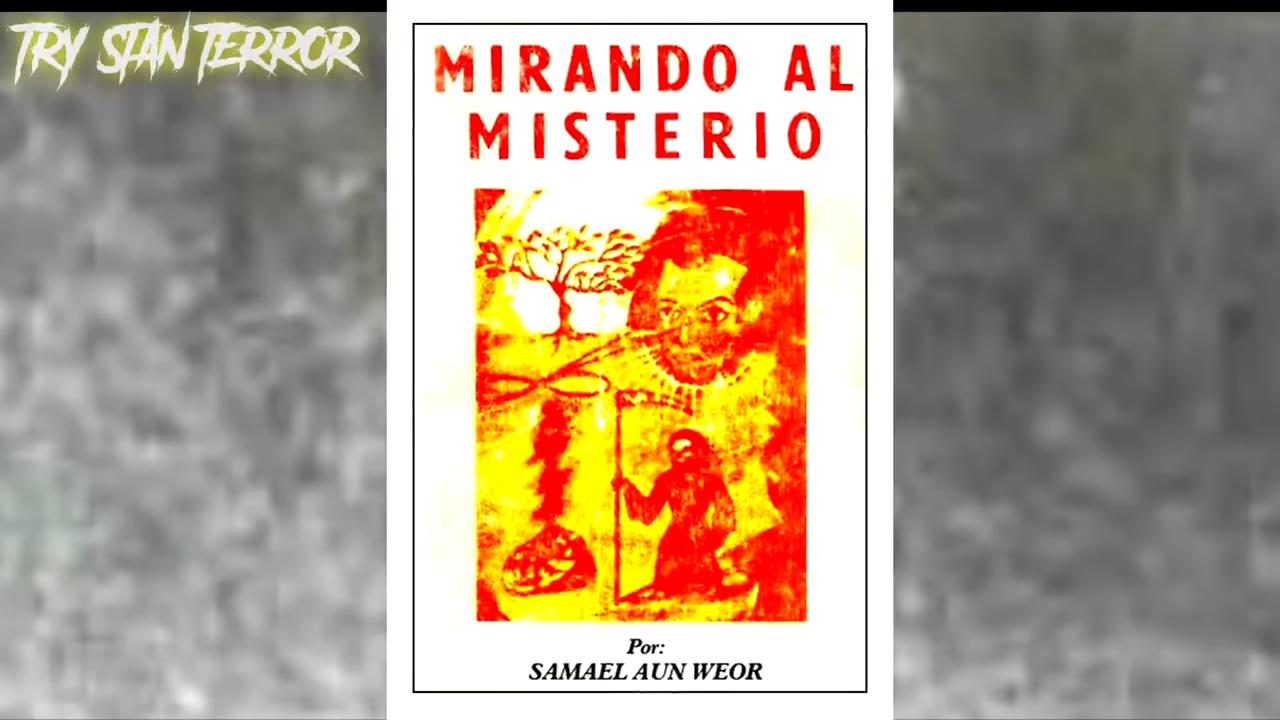 TRY STAN TERROR
MIRANDO AL
MISTERIO
Por:
SAMAEL AUN WEOR